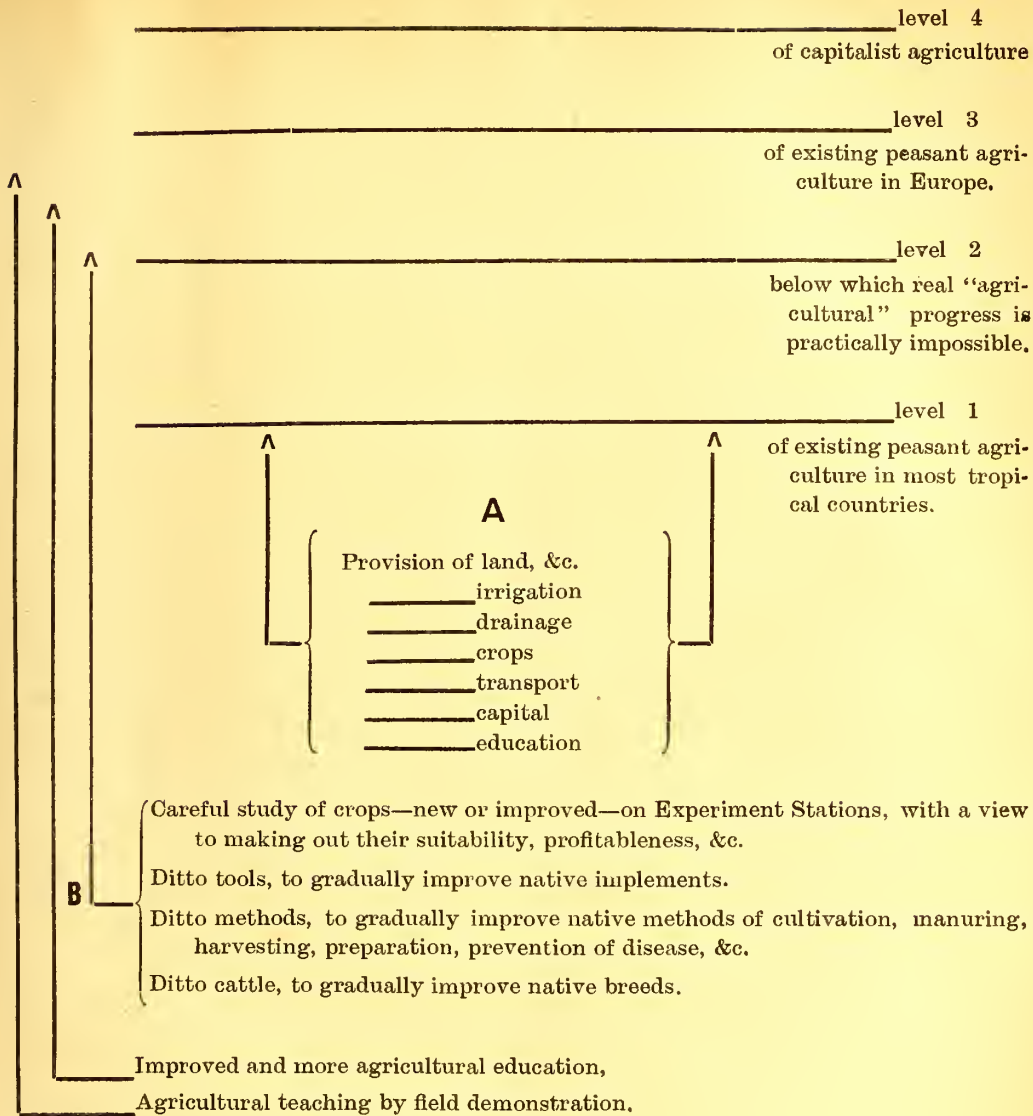 level 4
of capitalist agriculture
level 3
of existing peasant agri-
culture in Europe.
level 2
below which real "agri-
cultural" progress is
practically impossible.
level 1
of existing peasant agri-
culture in most tropi-
cal countries.
A
Provision of land, &c.
irrigation
drainage
crops
transport
capital
education
B
Careful study of crops—new or improved—on Experiment Stations, with a view
to making out their suitability, profitableness, &c.
Ditto tools, to gradually improve native implements.
Ditto methods, to gradually improve native methods of cultivation, manuring,
harvesting, preparation, prevention of disease, &c.
Ditto cattle, to gradually improve native breeds.
Improved and more agricultural education,
Agricultural teaching by field demonstration.